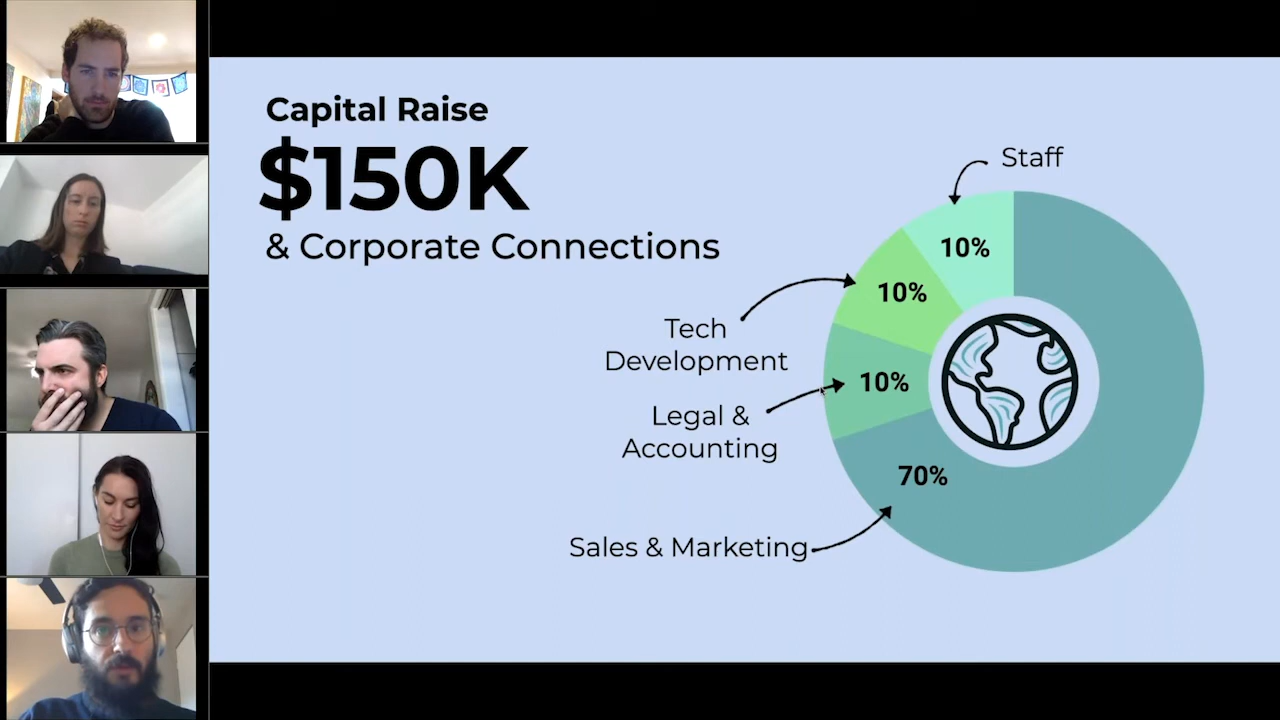 Capital Raise
$150K
& Corporate Connections
Staff
10%
10%
Tech
Development
10%
Legal &
Accounting
70%
Sales & Marketing